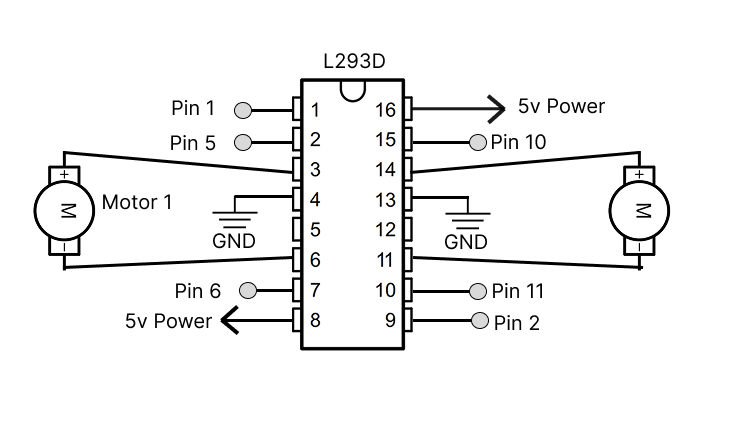 L293D
Pin 1
1
16
5v Power
Pin 5
2
15
Pin 10
+
3
14
+
M
Motor 1
4
13
M
GND
5
12
GND
-
6
11
-
Pin 6
7
10
Pin 11
5v Power
8
9
Pin 2